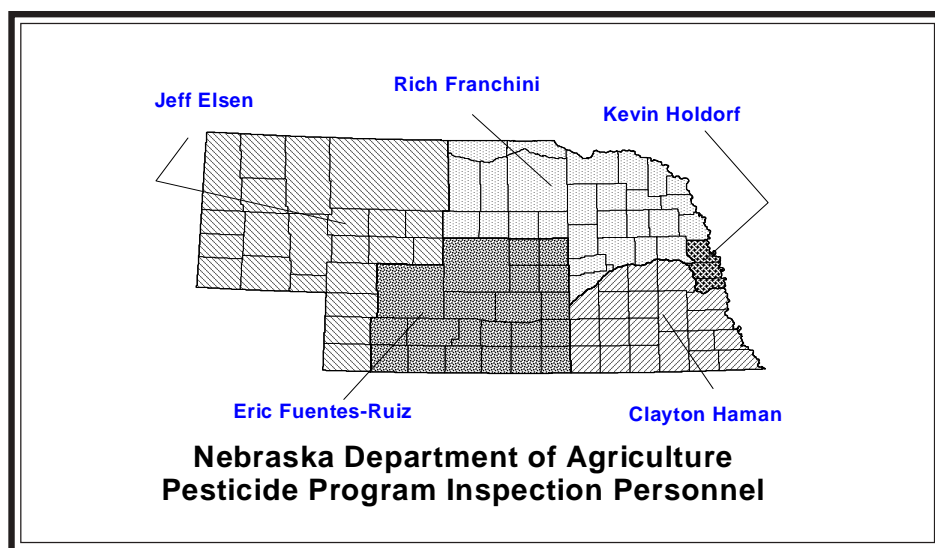 Rich Franchini
Jeff Elsen
Kevin Holdorf
Eric Fuentes-Ruiz
Clayton Haman
Nebraska Department of Agriculture
Pesticide Program Inspection Personnel